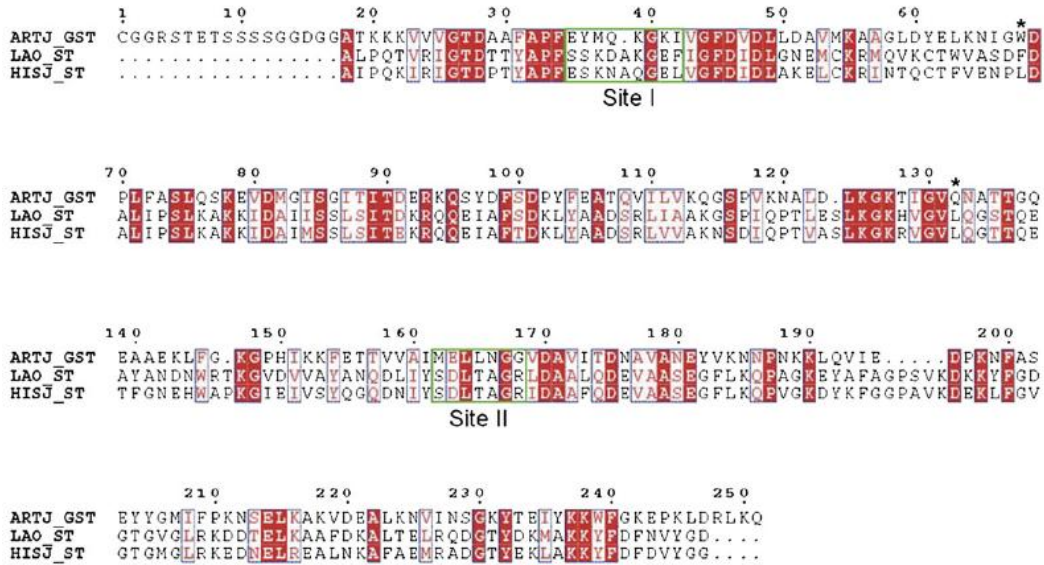 1 10 20 30 40 50 60 *
ARTJ_GST CGGRSTETSSSSSGGDGGATKKKVVVGTDAAFAPFEYMQ.KGKIVGFDVDLLDAVMKAAGLDYELKNIGWD
LAO_ST ..................ALPQTVRIGTDTTYAPFSSKDAKGEFIGFDIDLGNEMCKRMQVKCTWVASDFD
HISJ_ST ..................AIPQKIRIGTDPTYAPFESKNAQGELVGFDIDLAKELCKRINTQCTFVENPLD
Site I
70 80 90 100 110 120 130 *
ARTJ_GST PLFASLQSKEVDMGISGITITDERKQSYDFSDPYFEATQVILVKQGSPVKNALD.LKGKTIGVQNATTGQ
LAO_ST ALIPSLKAKKIDAIISSLSITDKRQQEIAFSDKLYAADSRLIAAKGSPIQPTLESLKGKHVGVLQGSTQE
HISJ_ST ALIPSLKAKKIDAIMSSLSITEKRQQEIAFTDKLYAADSRLVVAKNSDIQPTVASLKGKRVGVLQGTTQE
140 150 160 170 180 190 200
ARTJ_GST EAAEKLFG.KGPHIKKFETTVVAIMELLNGGVDAVITDNAVANEYVKNNPNKKLQVIE.....DPKNFAS
LAO_ST AYANDNWRTKGVDVVAYANQDLIYSDLTAGRLDAALQDEVAASEGFLKQPAGKEYAFAGPSVKDKKYFGD
HISJ_ST TFGNEHWAPKGIEIVSYQGQDNIYSDLTAGRIDAAFQDEVAASEGFLKQPVGKDYKFGGPAVKDEKLFGV
Site II
210 220 230 240 250
ARTJ_GST EYYGMIFPKNSELKAKVDEALKNVINSGKYTEIYKKWFGKEPKLDRLKQ
LAO_ST GTGVGLRKDDTELKAAFDKALTELRQDGTYDKMAKKYFDFNVYGD....
HISJ_ST GTGMGLRKEDNELREALNKAFAEMRADGTYEKLAKKYFDFDVYGG....